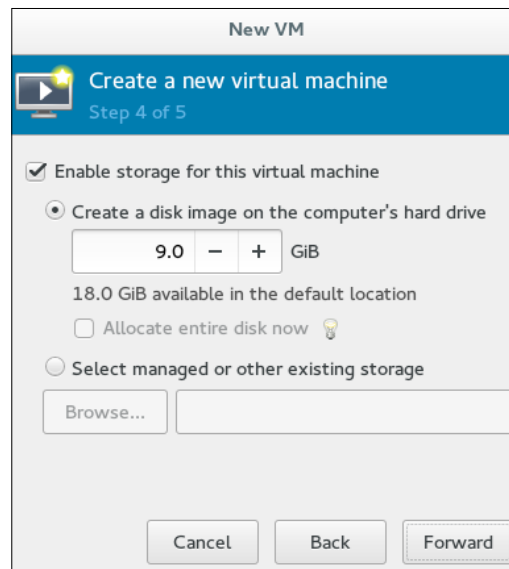 New VM
Create a new virtual machine
Step 4 of 5
Enable storage for this virtual machine
Create a disk image on the computer's hard drive
9.0 − + GiB
18.0 GiB available in the default location
Allocate entire disk now
Select managed or other existing storage
Browse...
Cancel Back Forward